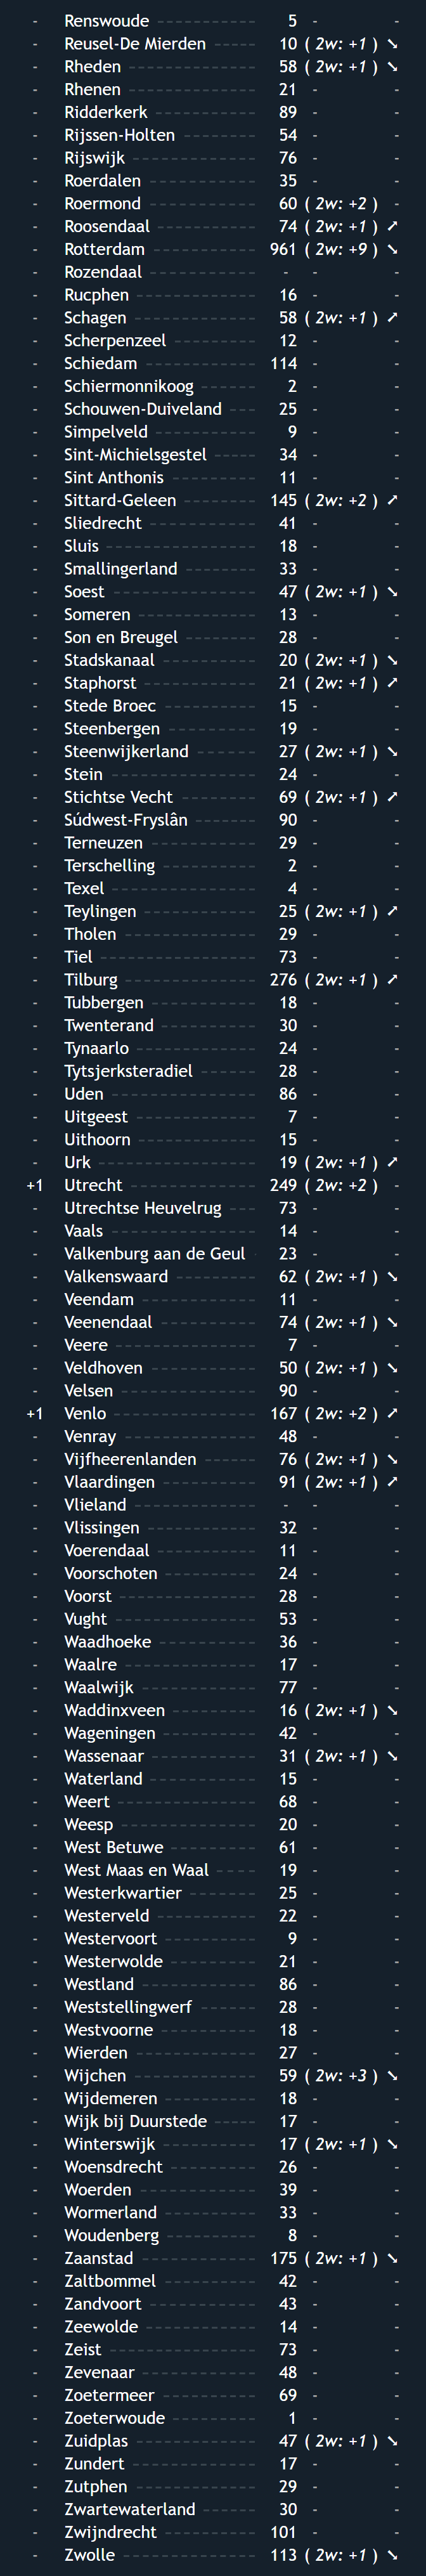 - Renswoude 5 - -
- Reusel-De Mierden 10 ( 2w: +1 ) ➘
- Rheden 58 ( 2w: +1 ) ➘
- Rhenen 21 - -
- Ridderkerk 89 - -
- Rijssen-Holten 54 - -
- Rijswijk 76 - -
- Roerdalen 35 - -
- Roermond 60 ( 2w: +2 ) -
- Roosendaal 74 ( 2w: +1 ) ➚
- Rotterdam 961 ( 2w: +9 ) ➘
- Rozendaal - - -
- Rucphen 16 - -
- Schagen 58 ( 2w: +1 ) ➚
- Scherpenzeel 12 - -
- Schiedam 114 - -
- Schiermonnikoog 2 - -
- Schouwen-Duiveland 25 - -
- Simpelveld 9 - -
- Sint-Michielsgestel 34 - -
- Sint Anthonis 11 - -
- Sittard-Geleen 145 ( 2w: +2 ) ➚
- Sliedrecht 41 - -
- Sluis 18 - -
- Smallingerland 33 - -
- Soest 47 ( 2w: +1 ) ➘
- Someren 13 - -
- Son en Breugel 28 - -
- Stadskanaal 20 ( 2w: +1 ) ➘
- Staphorst 21 ( 2w: +1 ) ➚
- Stede Broec 15 - -
- Steenbergen 19 - -
- Steenwijkerland 27 ( 2w: +1 ) ➘
- Stein 24 - -
- Stichtse Vecht 69 ( 2w: +1 ) ➚
- Súdwest-Fryslân 90 - -
- Terneuzen 29 - -
- Terschelling 2 - -
- Texel 4 - -
- Teylingen 25 ( 2w: +1 ) ➚
- Tholen 29 - -
- Tiel 73 - -
- Tilburg 276 ( 2w: +1 ) ➚
- Tubbergen 18 - -
- Twenterand 30 - -
- Tynaarlo 24 - -
- Tytsjerksteradiel 28 - -
- Uden 86 - -
- Uitgeest 7 - -
- Uithoorn 15 - -
- Urk 19 ( 2w: +1 ) ➚
+1 Utrecht 249 ( 2w: +2 ) -
- Utrechtse Heuvelrug 73 - -
- Vaals 14 - -
- Valkenburg aan de Geul 23 - -
- Valkenswaard 62 ( 2w: +1 ) ➘
- Veendam 11 - -
- Veenendaal 74 ( 2w: +1 ) ➘
- Veere 7 - -
- Veldhoven 50 ( 2w: +1 ) ➘
- Velsen 90 - -
+1 Venlo 167 ( 2w: +2 ) ➚
- Venray 48 - -
- Vijfheerenlanden 76 ( 2w: +1 ) ➘
- Vlaardingen 91 ( 2w: +1 ) ➚
- Vlieland - - -
- Vlissingen 32 - -
- Voerendaal 11 - -
- Voorschoten 24 - -
- Voorst 28 - -
- Vught 53 - -
- Waadhoeke 36 - -
- Waalre 17 - -
- Waalwijk 77 - -
- Waddinxveen 16 ( 2w: +1 ) ➘
- Wageningen 42 - -
- Wassenaar 31 ( 2w: +1 ) ➘
- Waterland 15 - -
- Weert 68 - -
- Weesp 20 - -
- West Betuwe 61 - -
- West Maas en Waal 19 - -
- Westerkwartier 25 - -
- Westerveld 22 - -
- Westervoort 9 - -
- Westerwolde 21 - -
- Westland 86 - -
- Weststellingwerf 28 - -
- Westvoorne 18 - -
- Wierden 27 - -
- Wijchen 59 ( 2w: +3 ) ➘
- Wijdemeren 18 - -
- Wijk bij Duurstede 17 - -
- Winterswijk 17 ( 2w: +1 ) ➘
- Woensdrecht 26 - -
- Woerden 39 - -
- Wormerland 33 - -
- Woudenberg 8 - -
- Zaanstad 175 ( 2w: +1 ) ➘
- Zaltbommel 42 - -
- Zandvoort 43 - -
- Zeewolde 14 - -
- Zeist 73 - -
- Zevenaar 48 - -
- Zoetermeer 69 - -
- Zoeterwoude 1 - -
- Zuidplas 47 ( 2w: +1 ) ➘
- Zundert 17 - -
- Zutphen 29 - -
- Zwartewaterland 30 - -
- Zwijndrecht 101 - -
- Zwolle 113 ( 2w: +1 ) ➘